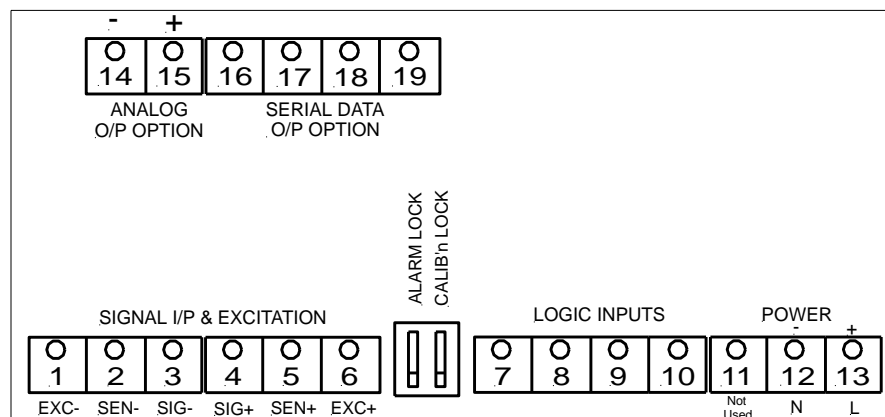 - +
14 15 16 17 18 19
ANALOG SERIAL DATA
O/P OPTION O/P OPTION
ALARM LOCK
CALIB'n LOCK
SIGNAL I/P & EXCITATION
LOGIC INPUTS
POWER
- +
1 2 3 4 5 6 7 8 9 10 11 12 13
EXC- SEN- SIG- SIG+ SEN+ EXC+ Not N L
Used